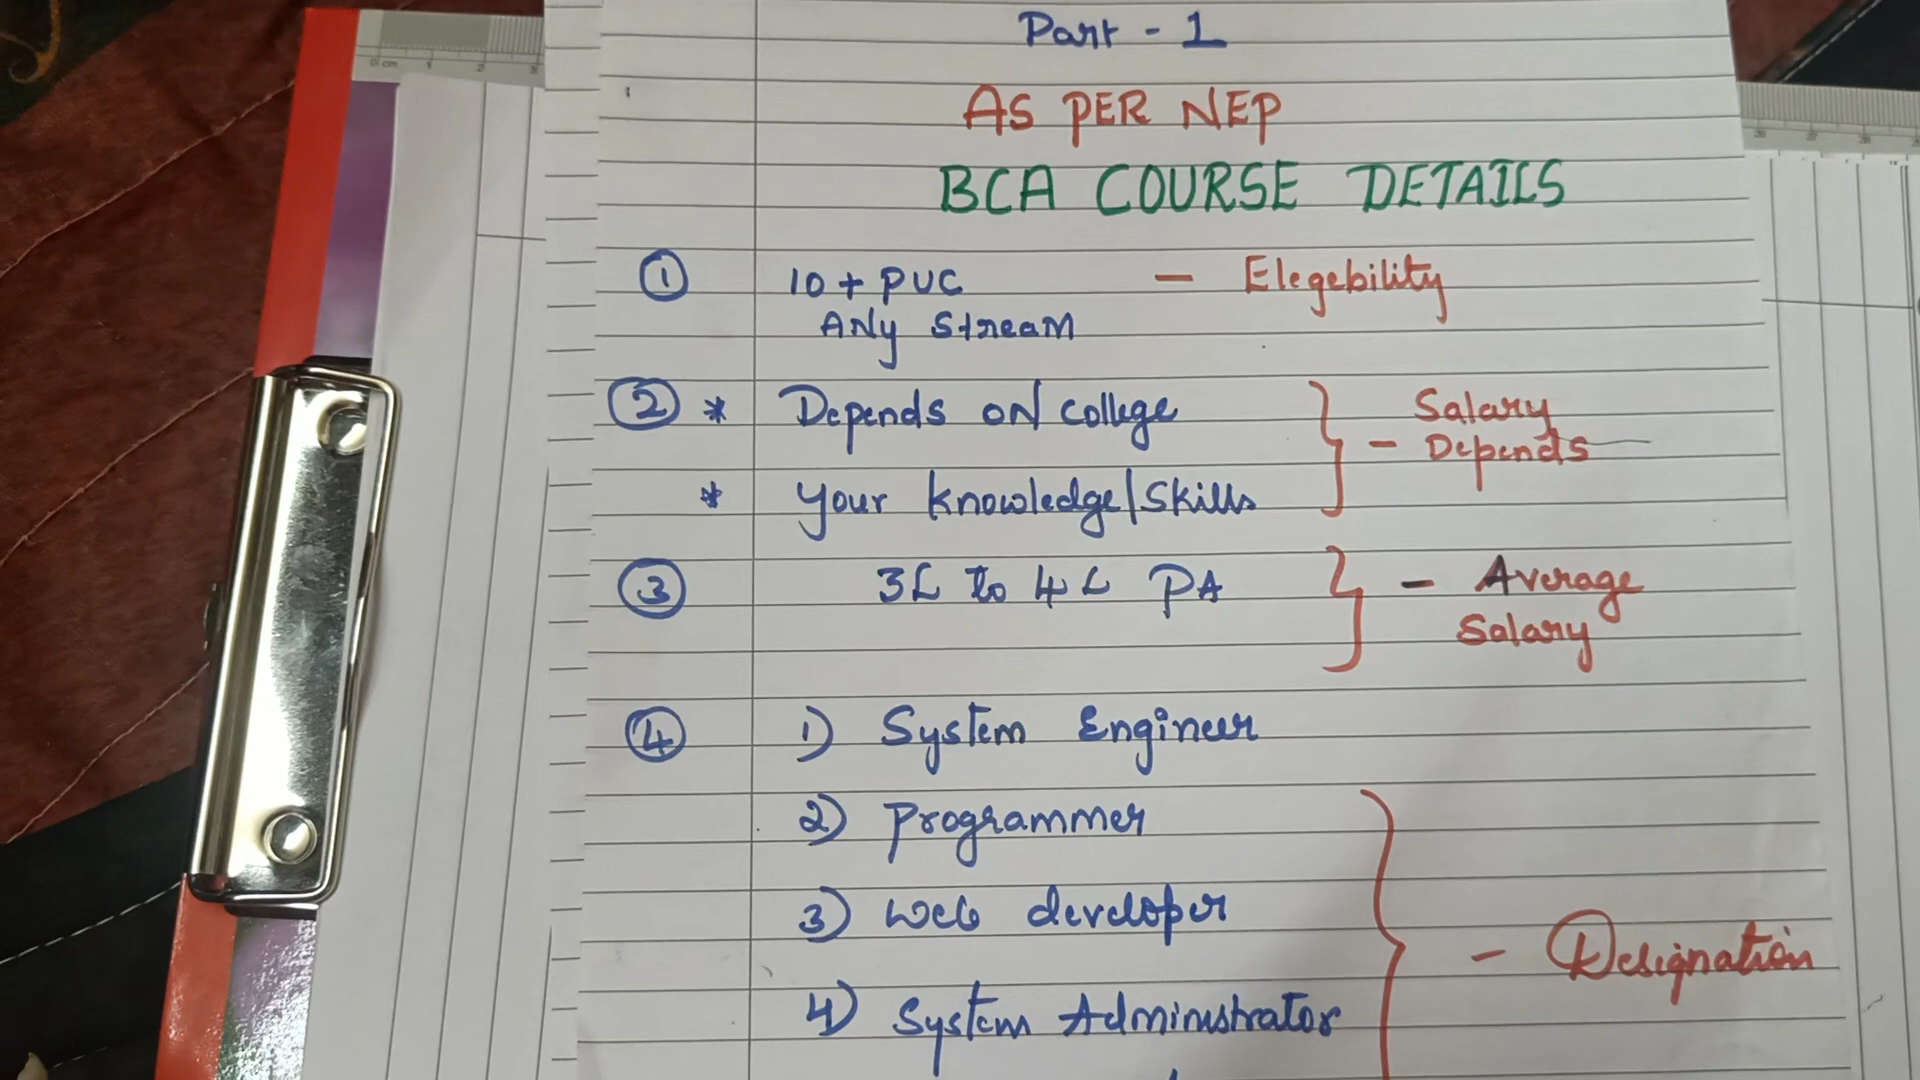 Part - 1
AS PER NEP
BCA COURSE DETAILS
① 10 + PUC - Elegebility
ANy StreaM
② * Depends oN college } - Salary Depends
* your knowledge/Skills
③ 3L to 4L PA } - Average Salary
④ 1) System Engineer
2) Programmer
3) Web developer } - Designation
4) System Administrator